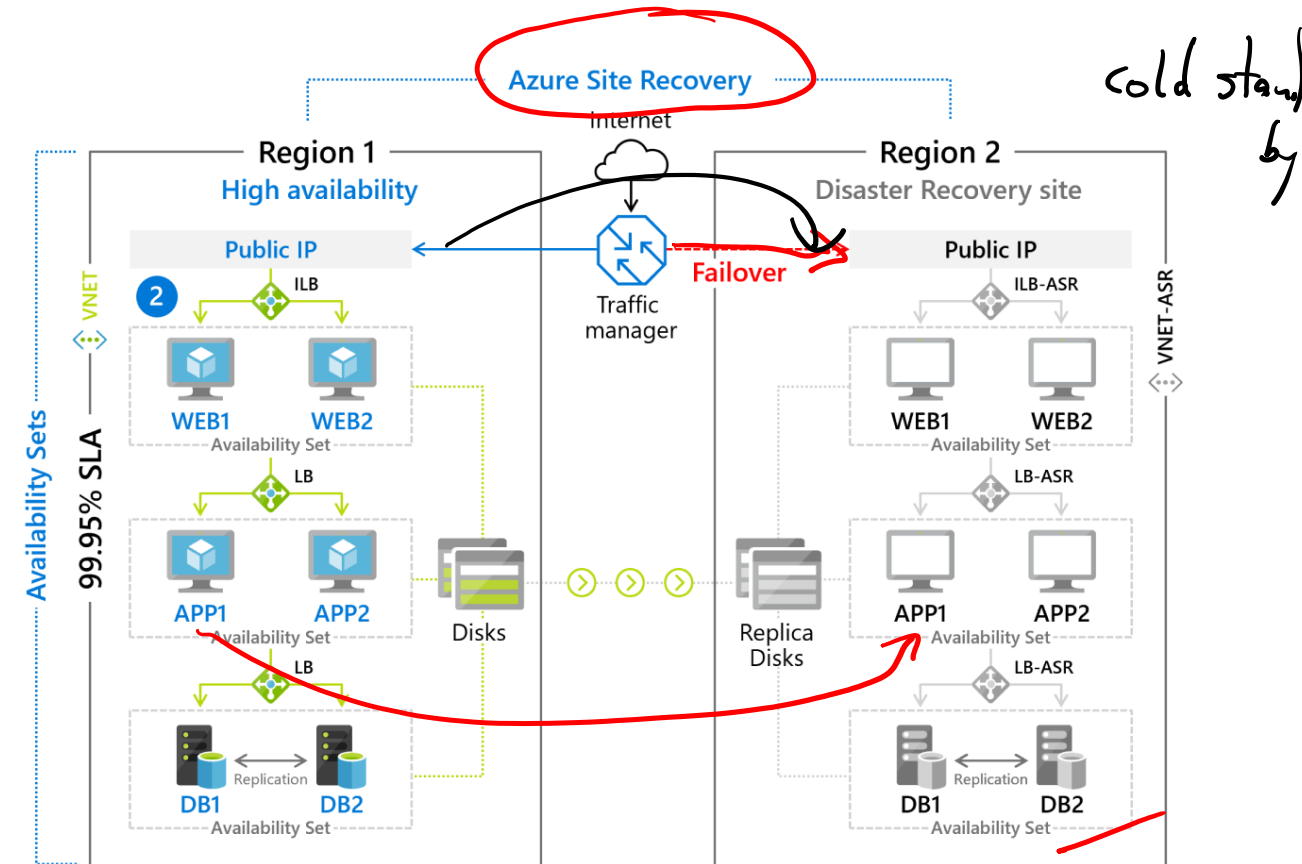 Azure Site Recovery
cold stand
by
Internet
Region 1
High availability
Region 2
Disaster Recovery site
Public IP
Failover
Public IP
Traffic
manager
2
ILB
ILB-ASR
VNET
VNET-ASR
WEB1
WEB2
Availability Set
WEB1
WEB2
Availability Set
Availability Sets
99.95% SLA
LB
LB-ASR
APP1
APP2
Availability Set
Disks
Replica
Disks
APP1
APP2
Availability Set
LB
LB-ASR
Replication
DB1
DB2
Availability Set
Replication
DB1
DB2
Availability Set